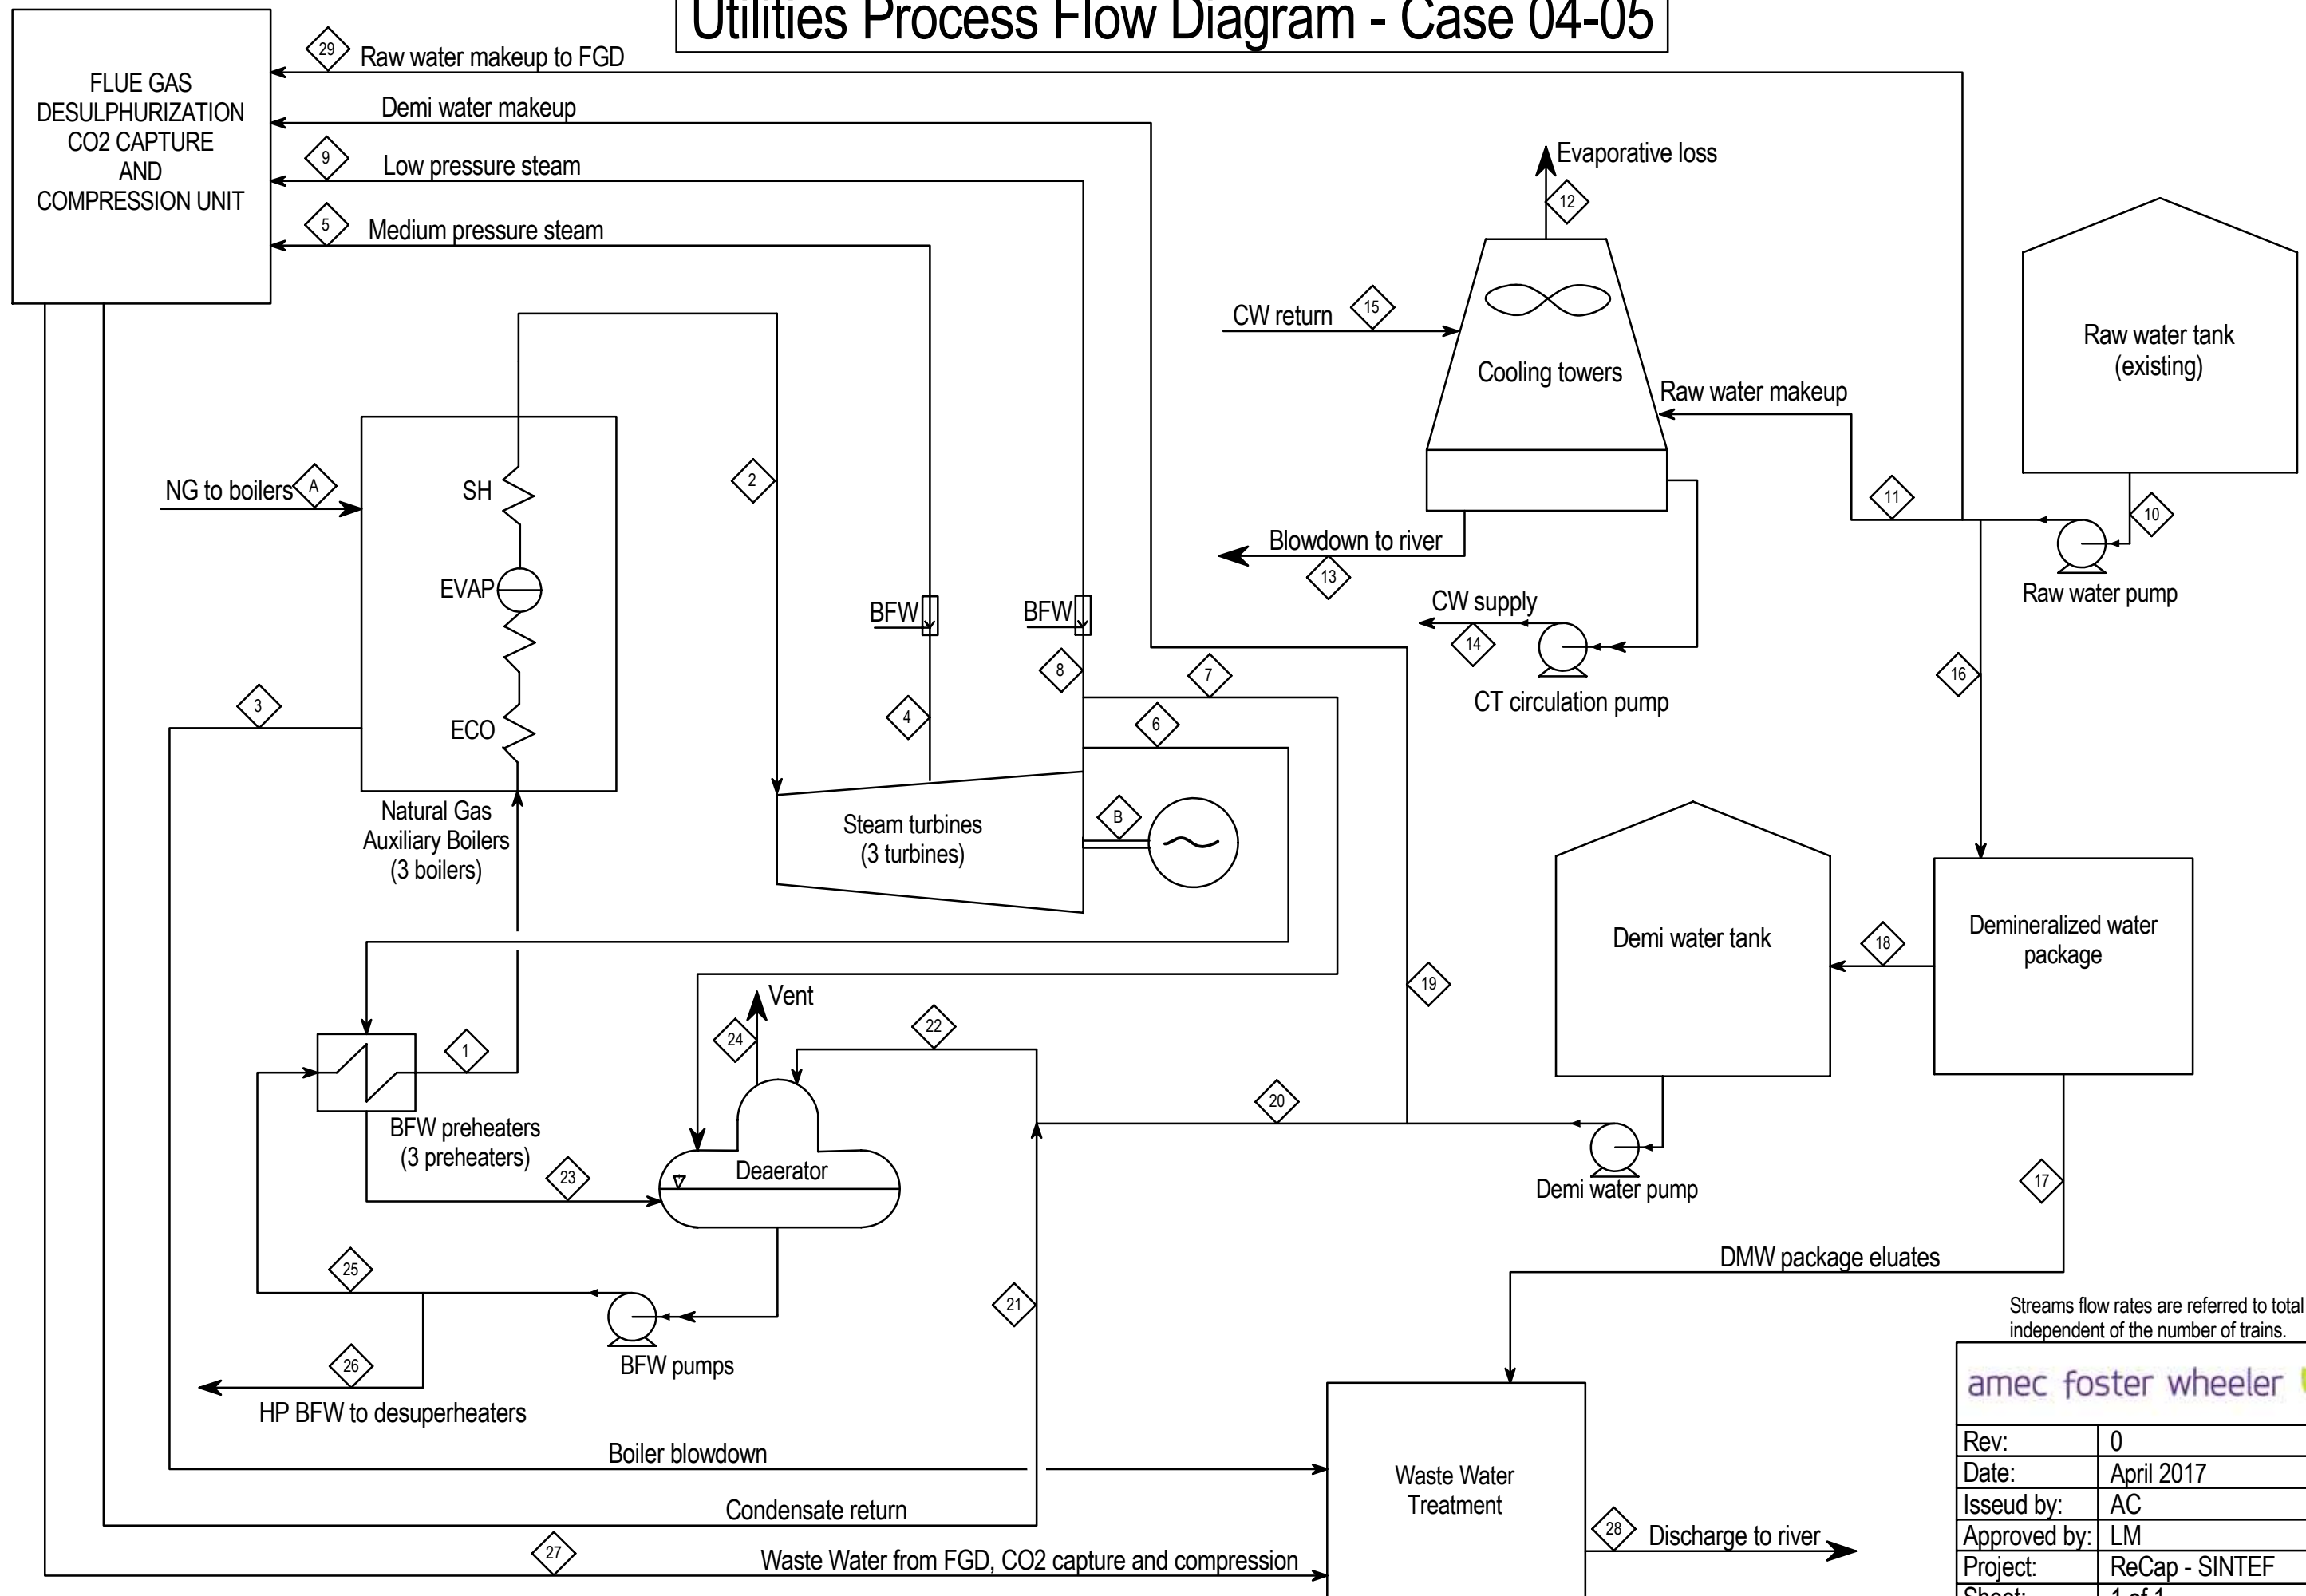 Utilities Process Flow Diagram - Case 04-05
29
Raw water makeup to FGD
FLUE GAS
DESULPHURIZATION
CO2 CAPTURE
AND
COMPRESSION UNIT
Demi water makeup
9
Low pressure steam
5
Medium pressure steam
Evaporative loss
12
CW return
15
Cooling towers
Raw water tank
(existing)
Raw water makeup
NG to boilers
A
SH
2
11
10
Blowdown to river
13
EVAP
BFW
BFW
CW supply
14
Raw water pump
3
ECO
4
8
7
6
CT circulation pump
16
Natural Gas
Auxiliary Boilers
(3 boilers)
Steam turbines
(3 turbines)
B
Demi water tank
18
Demineralized water
package
19
Vent
24
22
1
BFW preheaters
(3 preheaters)
20
23
Deaerator
Demi water pump
17
25
21
DMW package eluates
26
BFW pumps
HP BFW to desuperheaters
Streams flow rates are referred to total
independent of the number of trains.
amec foster wheeler
Rev: 0
Date: April 2017
Isseud by: AC
Approved by: LM
Project: ReCap - SINTEF
Sheet: 1 of 1
Boiler blowdown
Waste Water
Treatment
Condensate return
28
Discharge to river
27
Waste Water from FGD, CO2 capture and compression